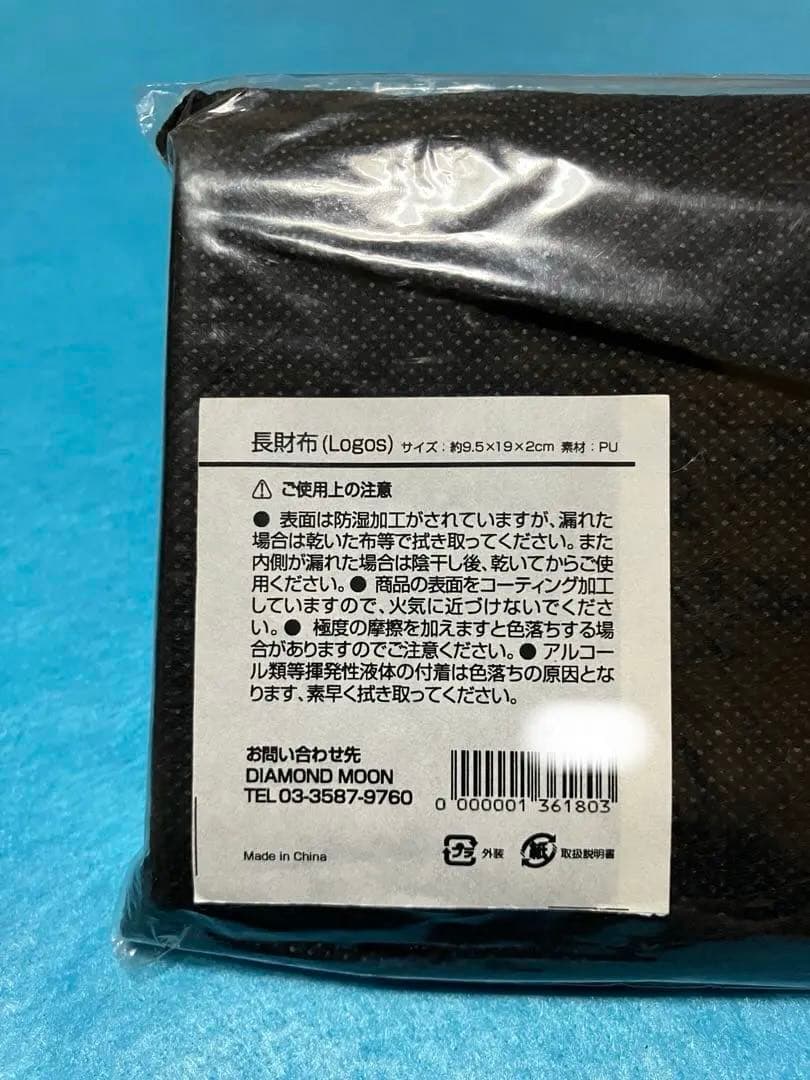 長財布(Logos) サイズ：約9.5×19×2cm 素材：PU
⚠ ご使用上の注意
● 表面は防湿加工がされていますが、漏れた
場合は乾いた布等で拭き取ってください。また
内側が漏れた場合は陰干し後、乾いてからご使
用ください。● 商品の表面をコーティング加工
していますので、火気に近づけないでくださ
い。● 極度の摩擦を加えますと色落ちする場
合がありますのでご注意ください。● アルコー
ル類等揮発性液体の付着は色落ちの原因とな
ります、素早く拭き取ってください。
お問い合わせ先
DIAMOND MOON
TEL 03-3587-9760
0 000001 361803
Made in China
プラ 外装
紙 取扱説明書